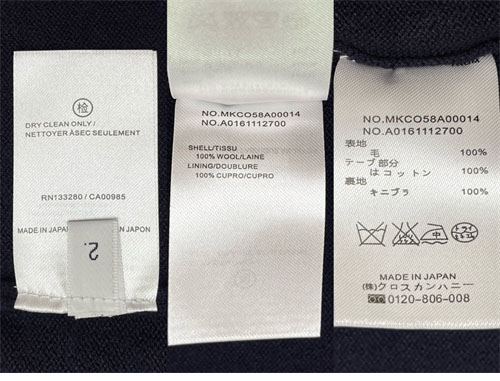 検
DRY CLEAN ONLY/
NETTOYER ÀSEC SEULEMENT
RN133280 / CA00985
MADE IN JAPAN
N JAPON
2.
NO.MKCO58A00014
NO.A0161112700
SHELL/TISSU
100% WOOL/LAINE
LINING/DOUBLURE
100% CUPRO/CUPRO
NO.MKCO58A00014
NO.A0161112700
表地
毛 100%
テープ部分
はコットン 100%
裏地
キュプラ 100%
MADE IN JAPAN
(株)クロスカンパニー
0120-806-008